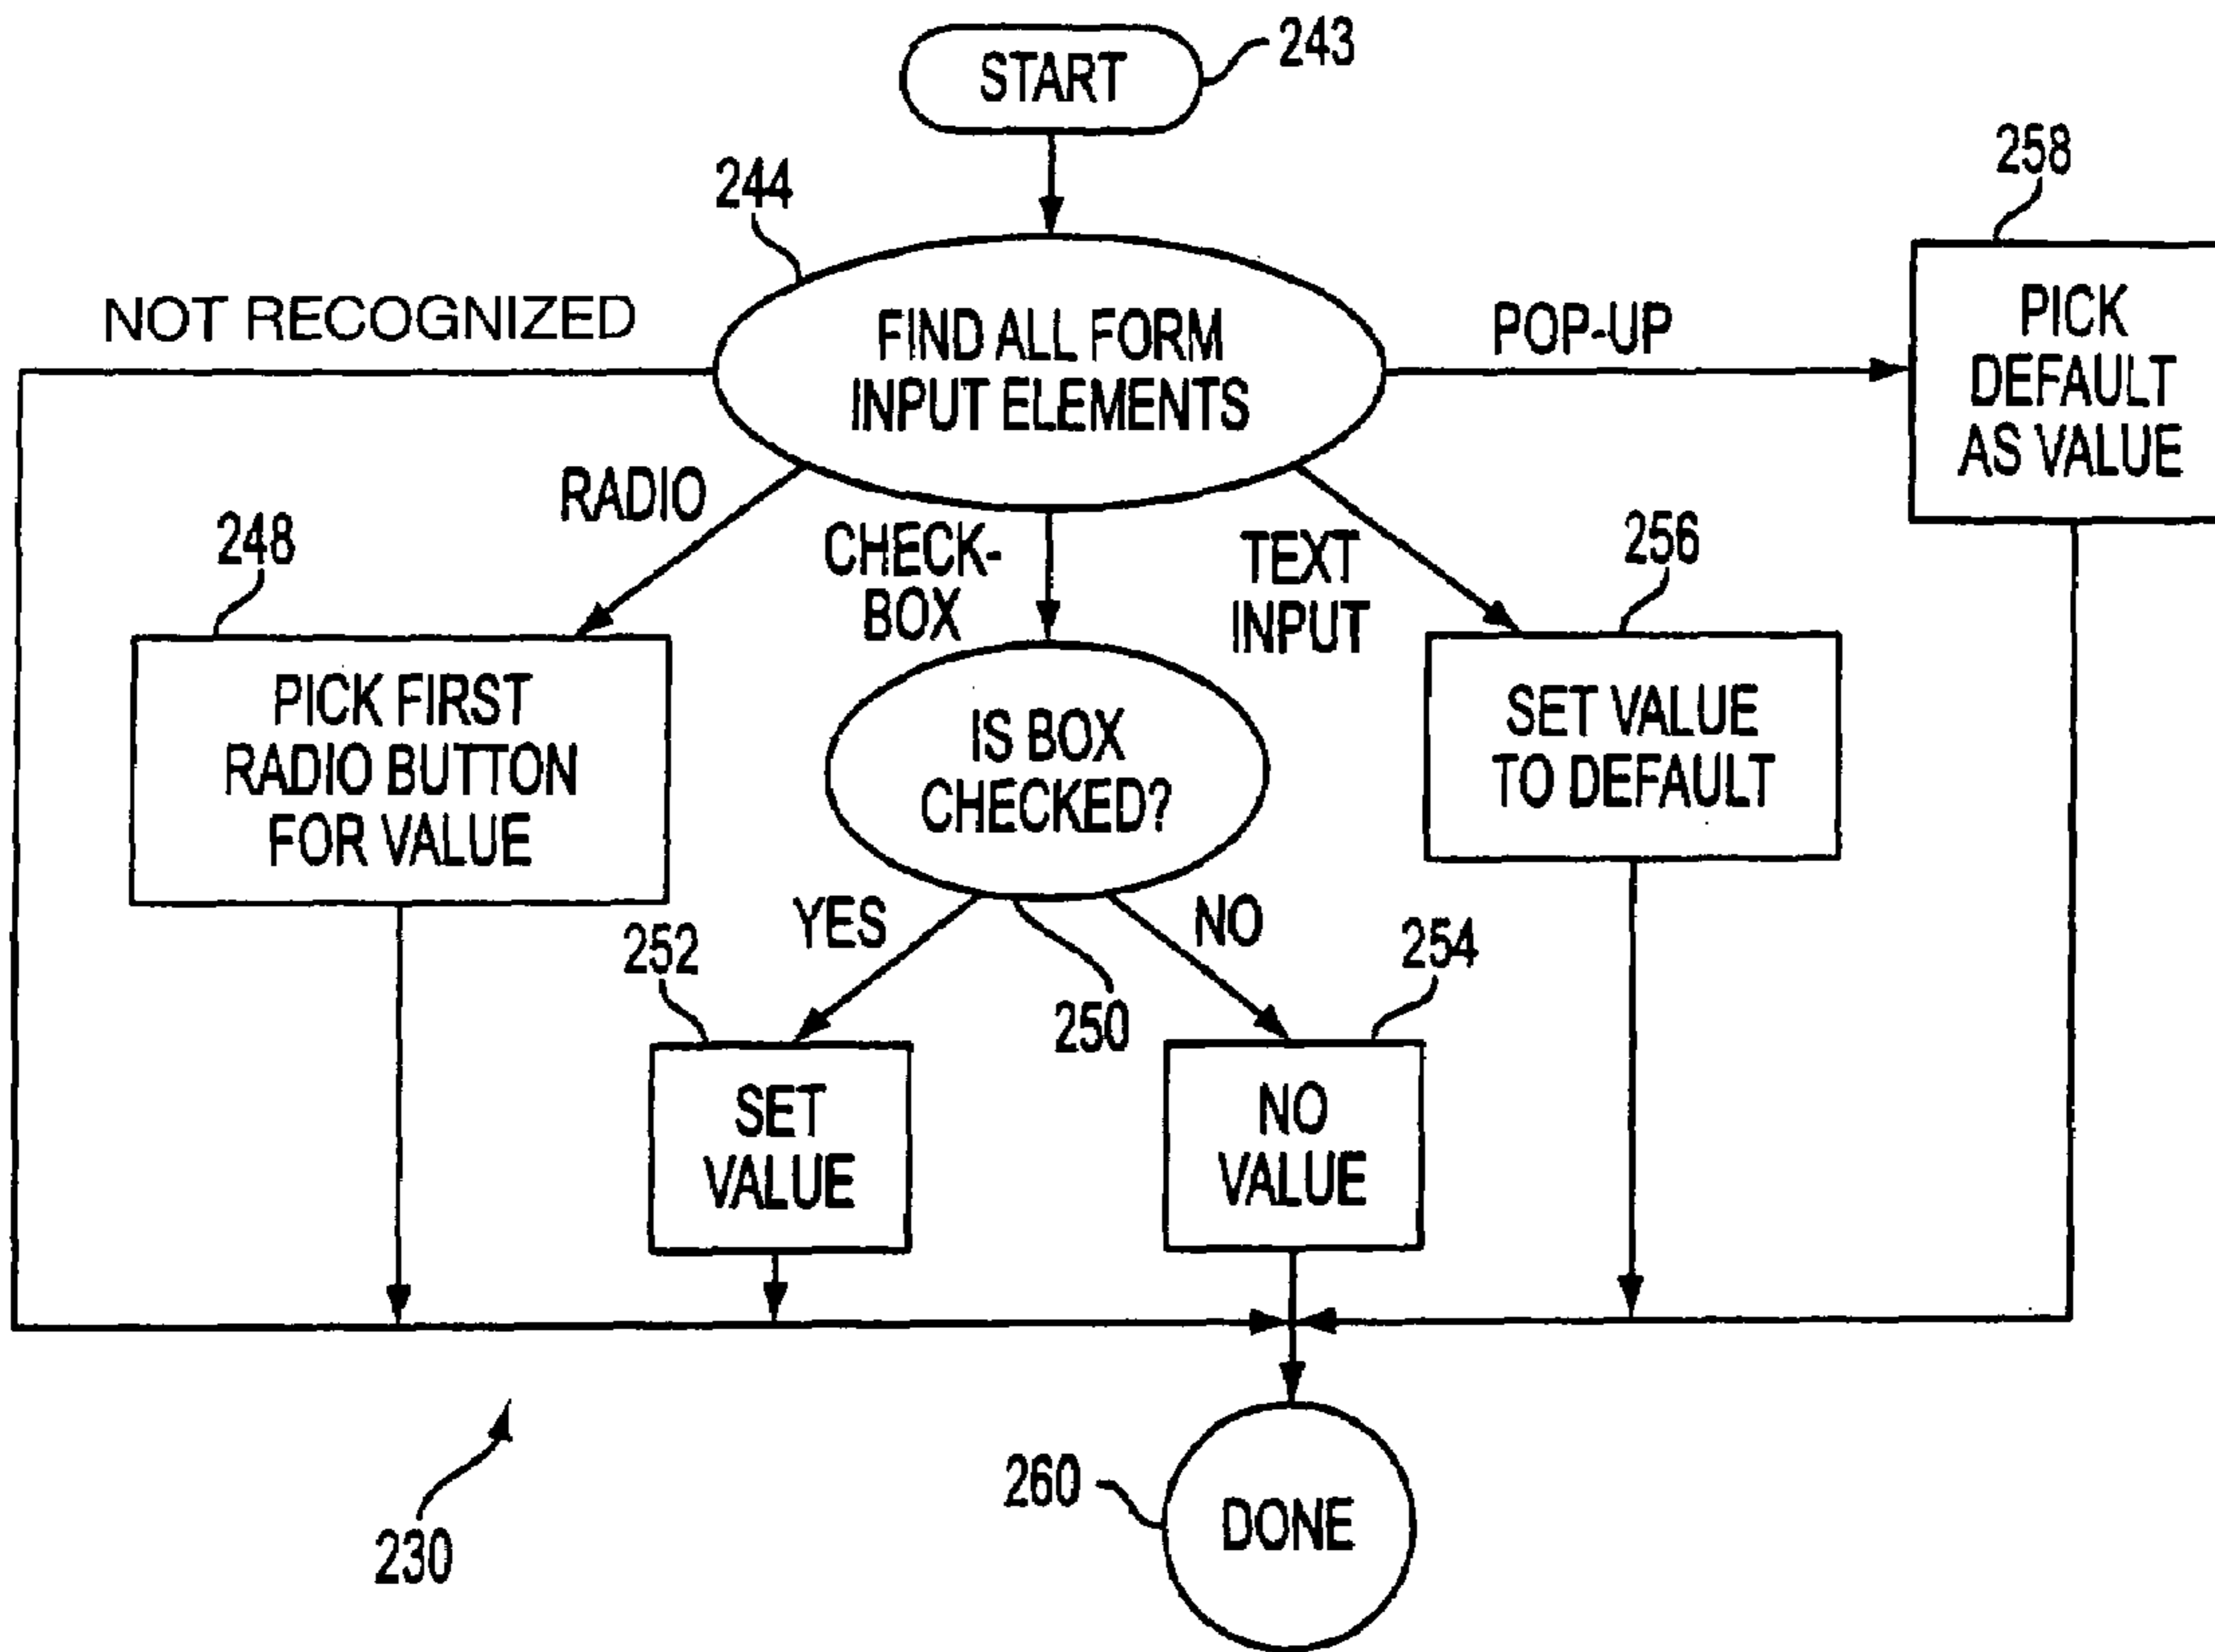 START
243
244
258
NOT RECOGNIZED
FIND ALL FORM
INPUT ELEMENTS
POP-UP
PICK
DEFAULT
AS VALUE
RADIO
CHECK-
BOX
TEXT
INPUT
248
256
PICK FIRST
RADIO BUTTON
FOR VALUE
IS BOX
CHECKED?
SET VALUE
TO DEFAULT
YES
NO
252
250
254
SET
VALUE
NO
VALUE
230
260
DONE